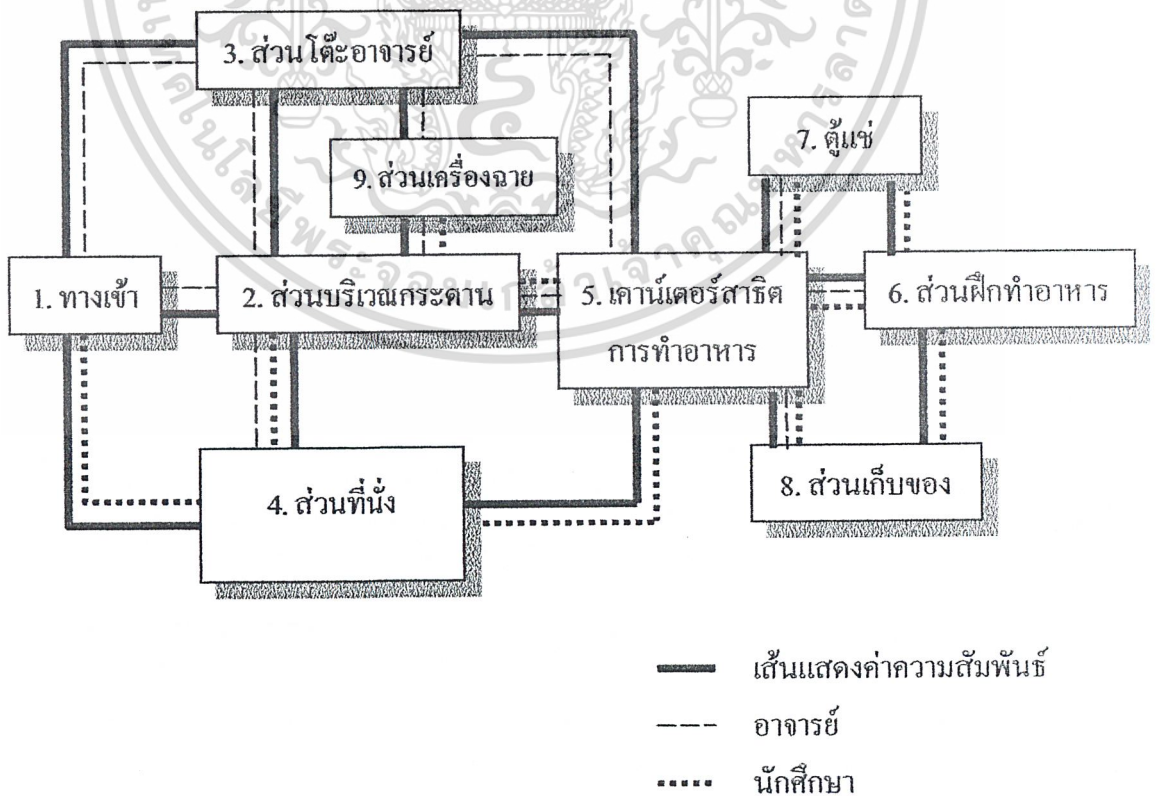 3. ส่วนโต๊ะอาจารย์
7. ตู้แช่
9. ส่วนเครื่องฉาย
1. ทางเข้า
2. ส่วนบริเวณกระดาน
5. เคาน์เตอร์สาธิต
การทำอาหาร
6. ส่วนฝึกทำอาหาร
4. ส่วนที่นั่ง
8. ส่วนเก็บของ
เส้นแสดงค่าความสัมพันธ์
อาจารย์
นักศึกษา